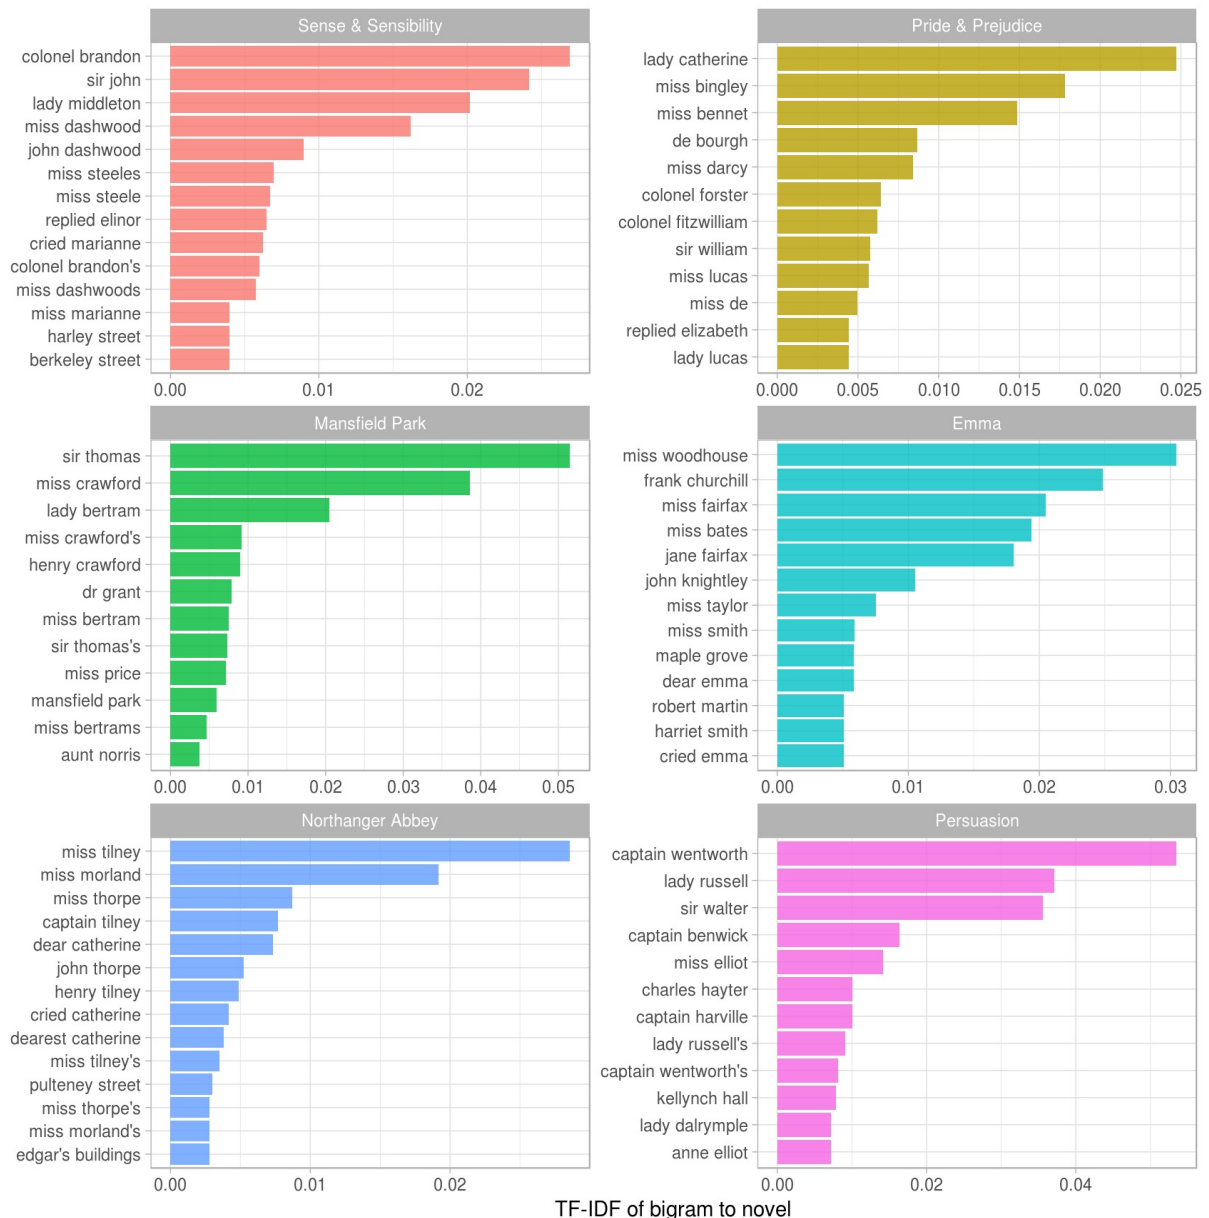 Sense & Sensibility
colonel brandon
sir john
lady middleton
miss dashwood
john dashwood
miss steeles
miss steele
replied elinor
cried marianne
colonel brandon's
miss dashwoods
miss marianne
harley street
berkeley street
0.00 0.01 0.02
Pride & Prejudice
lady catherine
miss bingley
miss bennet
de bourgh
miss darcy
colonel forster
colonel fitzwilliam
sir william
miss lucas
miss de
replied elizabeth
lady lucas
0.000 0.005 0.010 0.015 0.020 0.025
Mansfield Park
sir thomas
miss crawford
lady bertram
miss crawford's
henry crawford
dr grant
miss bertram
sir thomas's
miss price
mansfield park
miss bertrams
aunt norris
0.00 0.01 0.02 0.03 0.04 0.05
Emma
miss woodhouse
frank churchill
miss fairfax
miss bates
jane fairfax
john knightley
miss taylor
miss smith
maple grove
dear emma
robert martin
harriet smith
cried emma
0.00 0.01 0.02 0.03
Northanger Abbey
miss tilney
miss morland
miss thorpe
captain tilney
dear catherine
john thorpe
henry tilney
cried catherine
dearest catherine
miss tilney's
pulteney street
miss thorpe's
miss morland's
edgar's buildings
0.00 0.01 0.02
Persuasion
captain wentworth
lady russell
sir walter
captain benwick
miss elliot
charles hayter
captain harville
lady russell's
captain wentworth's
kellynch hall
lady dalrymple
anne elliot
0.00 0.02 0.04
TF-IDF of bigram to novel